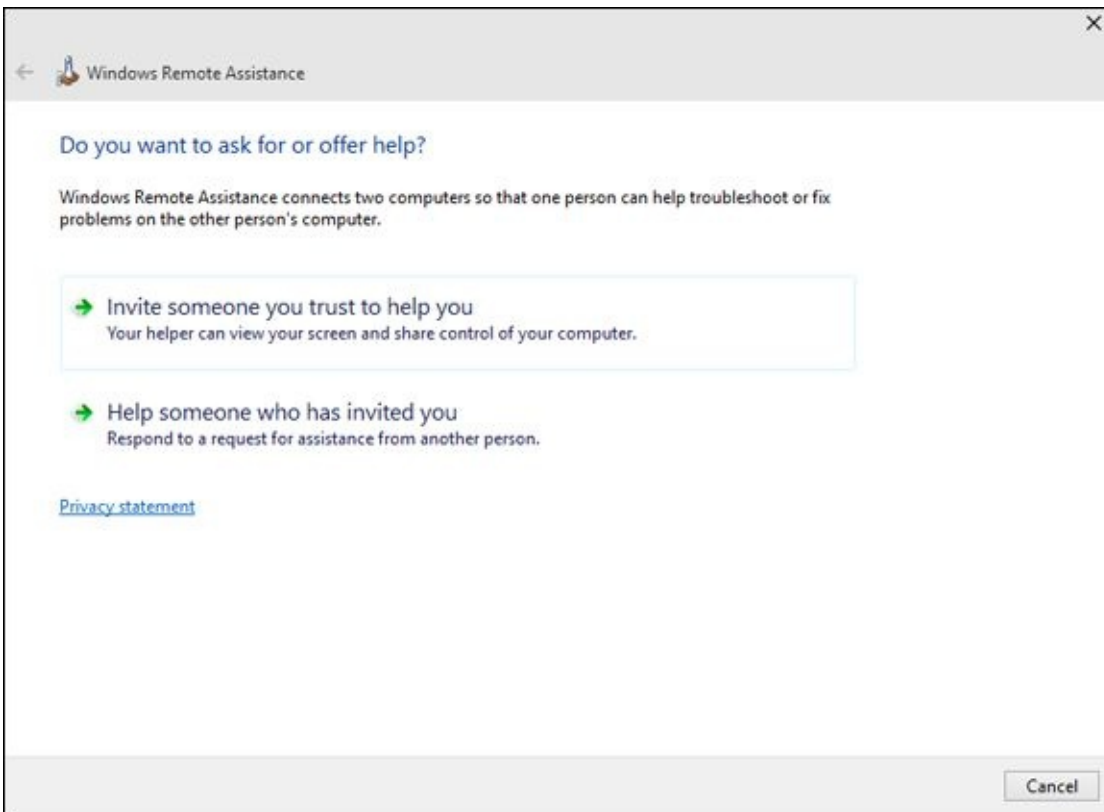 Windows Remote Assistance
Do you want to ask for or offer help?
Windows Remote Assistance connects two computers so that one person can help troubleshoot or fix
problems on the other person's computer.
Invite someone you trust to help you
Your helper can view your screen and share control of your computer.
Help someone who has invited you
Respond to a request for assistance from another person.
Privacy statement
Cancel